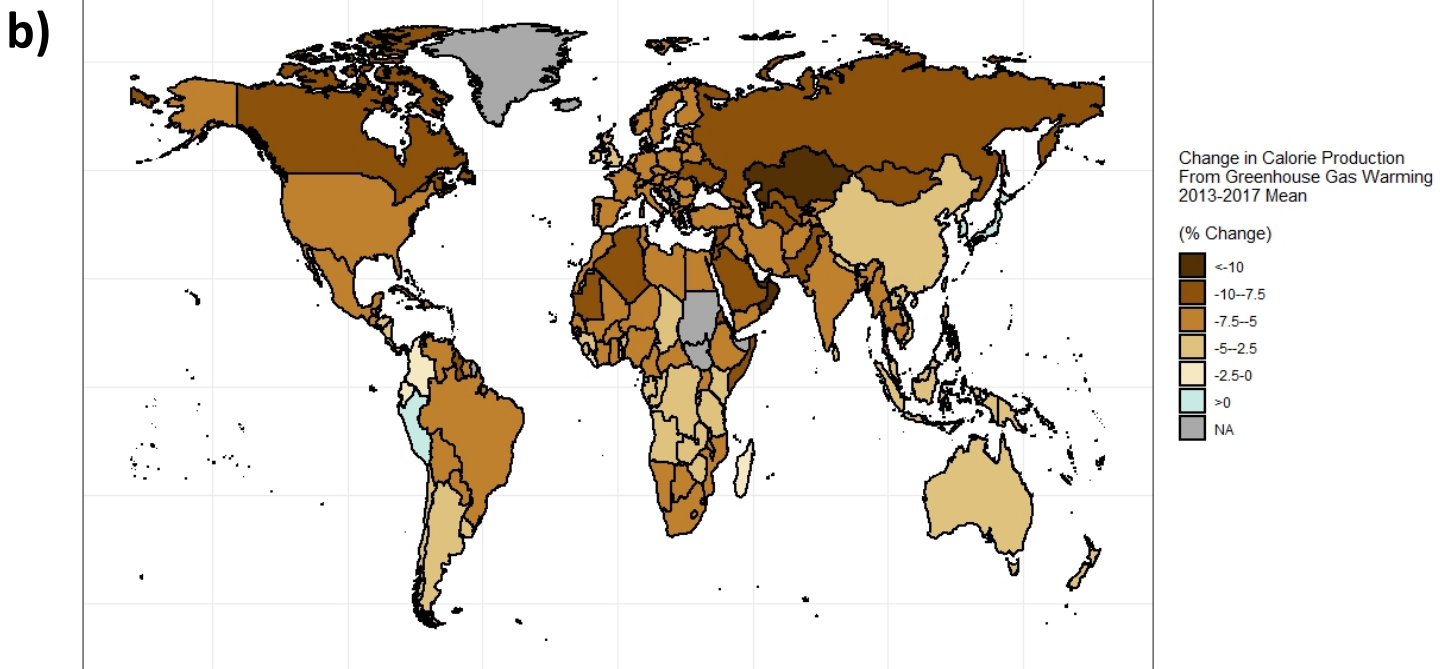 b)
Change in Calorie Production
From Greenhouse Gas Warming
2013-2017 Mean
(% Change)
<-10
-10--7.5
-7.5--5
-5--2.5
-2.5-0
>0
NA